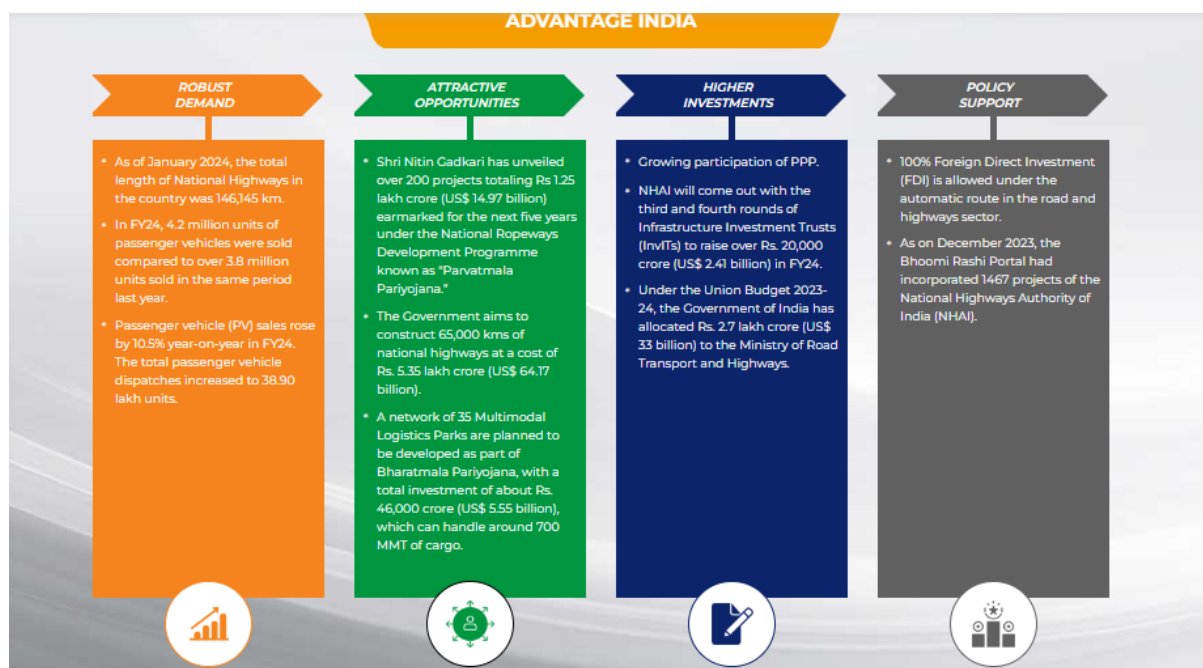 ADVANTAGE INDIA
ROBUST
DEMAND
• As of January 2024, the total
length of National Highways in
the country was 146,145 km.
• In FY24, 4.2 million units of
passenger vehicles were sold
compared to over 3.8 million
units sold in the same period
last year.
• Passenger vehicle (PV) sales rose
by 10.5% year-on-year in FY24.
The total passenger vehicle
dispatches increased to 38.90
lakh units.
ATTRACTIVE
OPPORTUNITIES
• Shri Nitin Gadkari has unveiled
over 200 projects totaling Rs 1.25
lakh crore (US$ 14.97 billion)
earmarked for the next five years
under the National Ropeways
Development Programme
known as "Parvatmala
Pariyojana."
• The Government aims to
construct 65,000 kms of
national highways at a cost of
Rs. 5.35 lakh crore (US$ 64.17
billion).
• A network of 35 Multimodal
Logistics Parks are planned to
be developed as part of
Bharatmala Pariyojana, with a
total investment of about Rs.
46,000 crore (US$ 5.55 billion),
which can handle around 700
MMT of cargo.
HIGHER
INVESTMENTS
• Growing participation of PPP.
• NHAI will come out with the
third and fourth rounds of
Infrastructure Investment Trusts
(InvITs) to raise over Rs. 20,000
crore (US$ 2.41 billion) in FY24.
• Under the Union Budget 2023-
24, the Government of India has
allocated Rs. 2.7 lakh crore (US$
33 billion) to the Ministry of Road
Transport and Highways.
POLICY
SUPPORT
• 100% Foreign Direct Investment
(FDI) is allowed under the
automatic route in the road and
highways sector.
• As on December 2023, the
Bhoomi Rashi Portal had
incorporated 1467 projects of the
National Highways Authority of
India (NHAI).